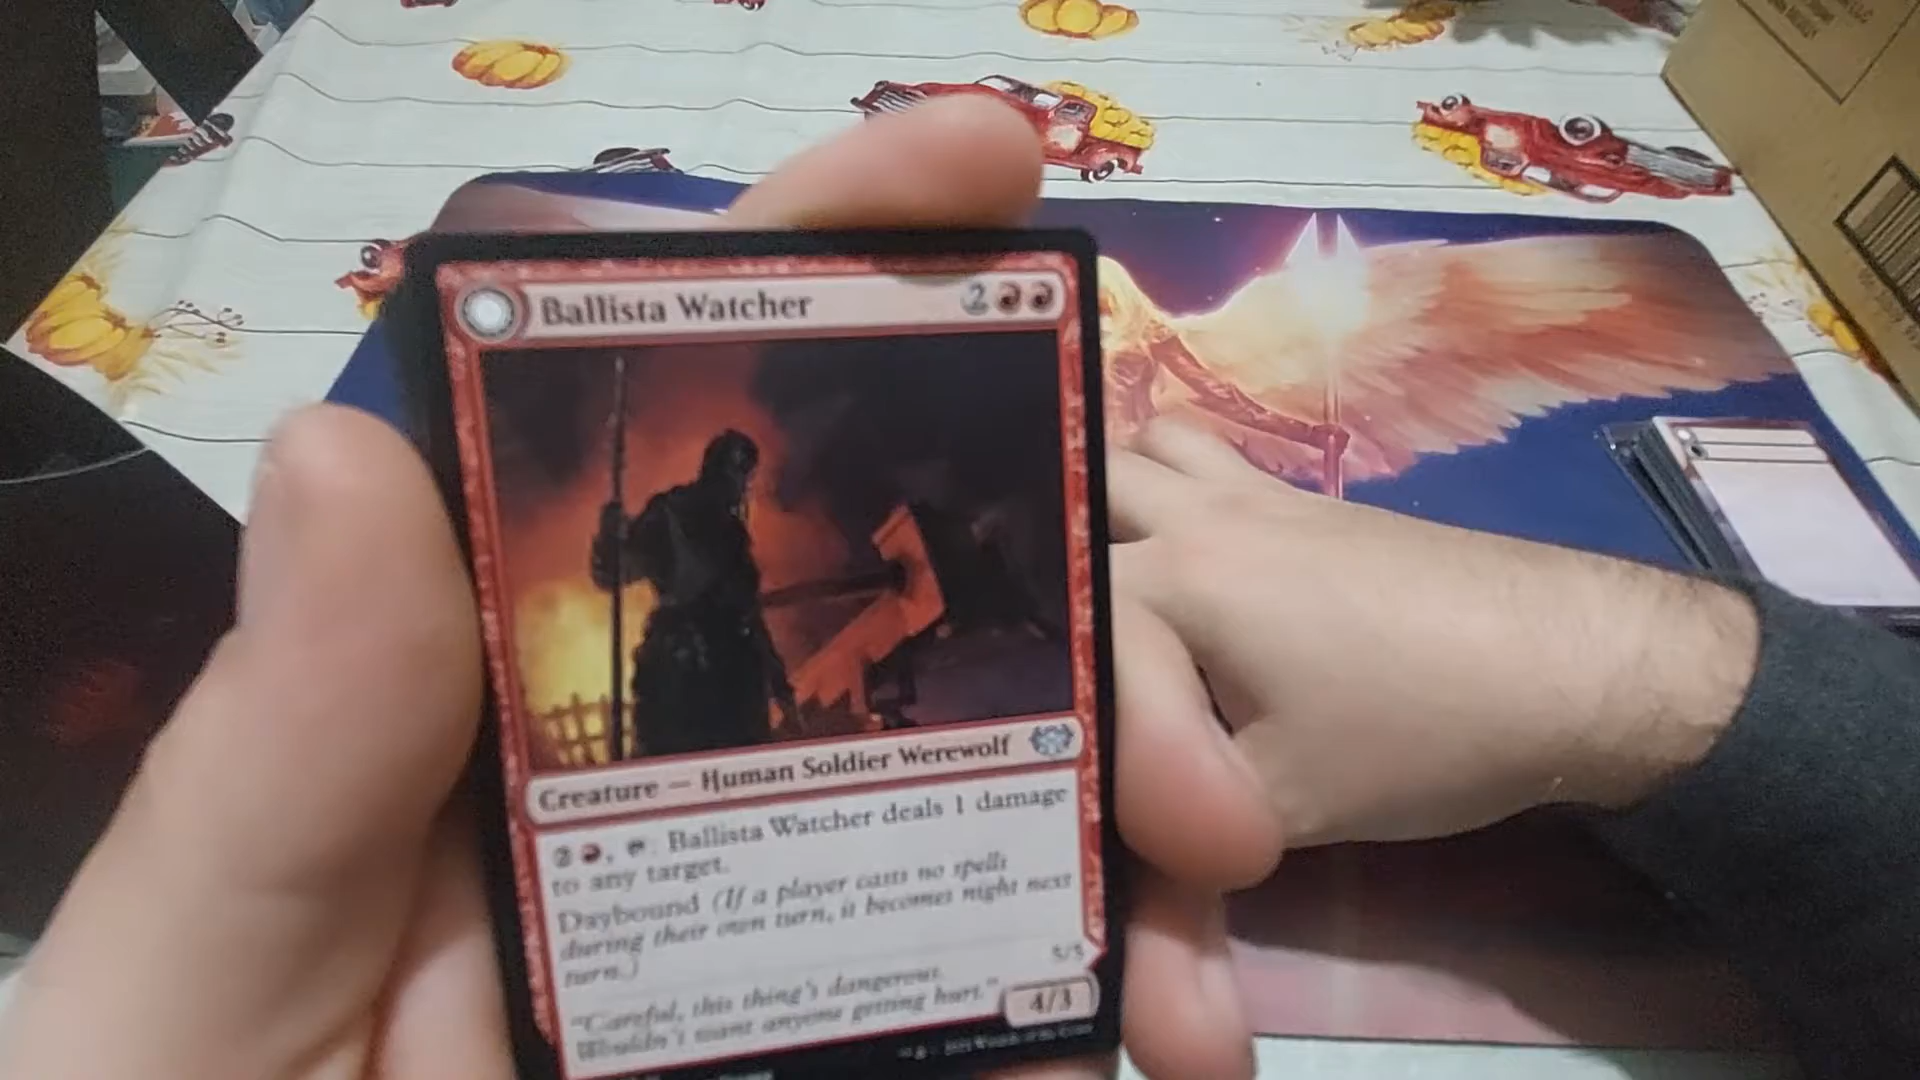 Ballista Watcher 2
Creature — Human Soldier Werewolf
2 , : Ballista Watcher deals 1 damage
to any target.
Daybound (If a player casts no spells
during their own turn, it becomes night next
turn.)
5/5
"Careful, this thing's dangerous.
Wouldn't want anyone getting hurt."
4/3
LLC